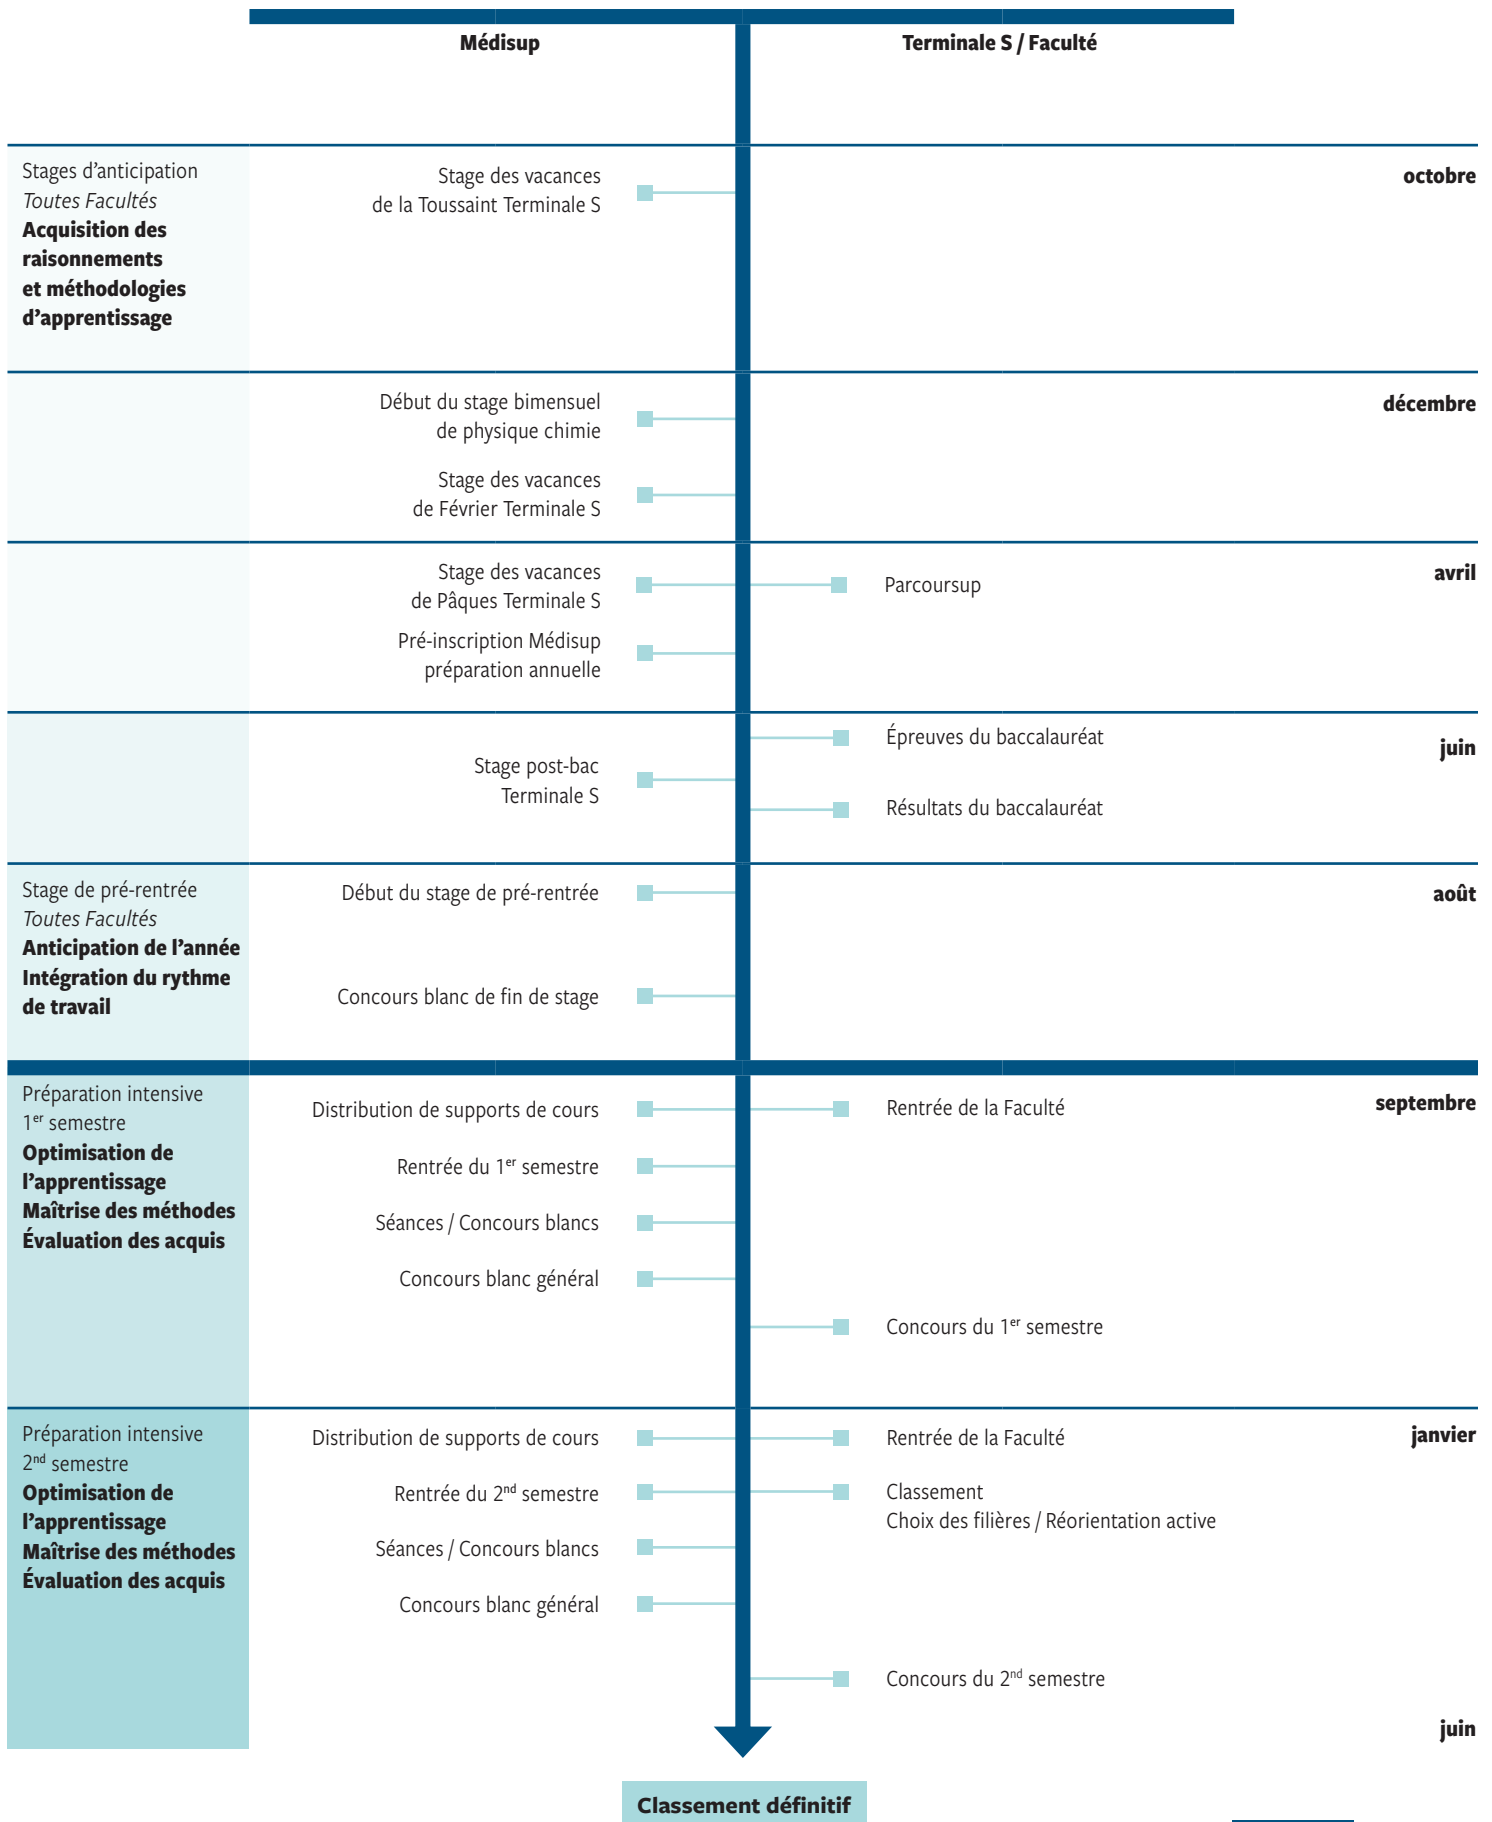 Médisup
Terminale S / Faculté
Stages d’anticipation
Toutes Facultés
Acquisition des
raisonnements
et méthodologies
d’apprentissage
Stage des vacances
de la Toussaint Terminale S
octobre
Début du stage bimensuel
de physique chimie
Stage des vacances
de Février Terminale S
décembre
Stage des vacances
de Pâques Terminale S
Pré-inscription Médisup
préparation annuelle
Parcoursup
avril
Stage post-bac
Terminale S
Épreuves du baccalauréat
Résultats du baccalauréat
juin
Stage de pré-rentrée
Toutes Facultés
Anticipation de l’année
Intégration du rythme
de travail
Début du stage de pré-rentrée
Concours blanc de fin de stage
août
Préparation intensive
1er semestre
Optimisation de
l’apprentissage
Maîtrise des méthodes
Évaluation des acquis
Distribution de supports de cours
Rentrée du 1er semestre
Séances / Concours blancs
Concours blanc général
Rentrée de la Faculté
Concours du 1er semestre
septembre
Préparation intensive
2nd semestre
Optimisation de
l’apprentissage
Maîtrise des méthodes
Évaluation des acquis
Distribution de supports de cours
Rentrée du 2nd semestre
Séances / Concours blancs
Concours blanc général
Rentrée de la Faculté
Classement
Choix des filières / Réorientation active
Concours du 2nd semestre
janvier
juin
Classement définitif